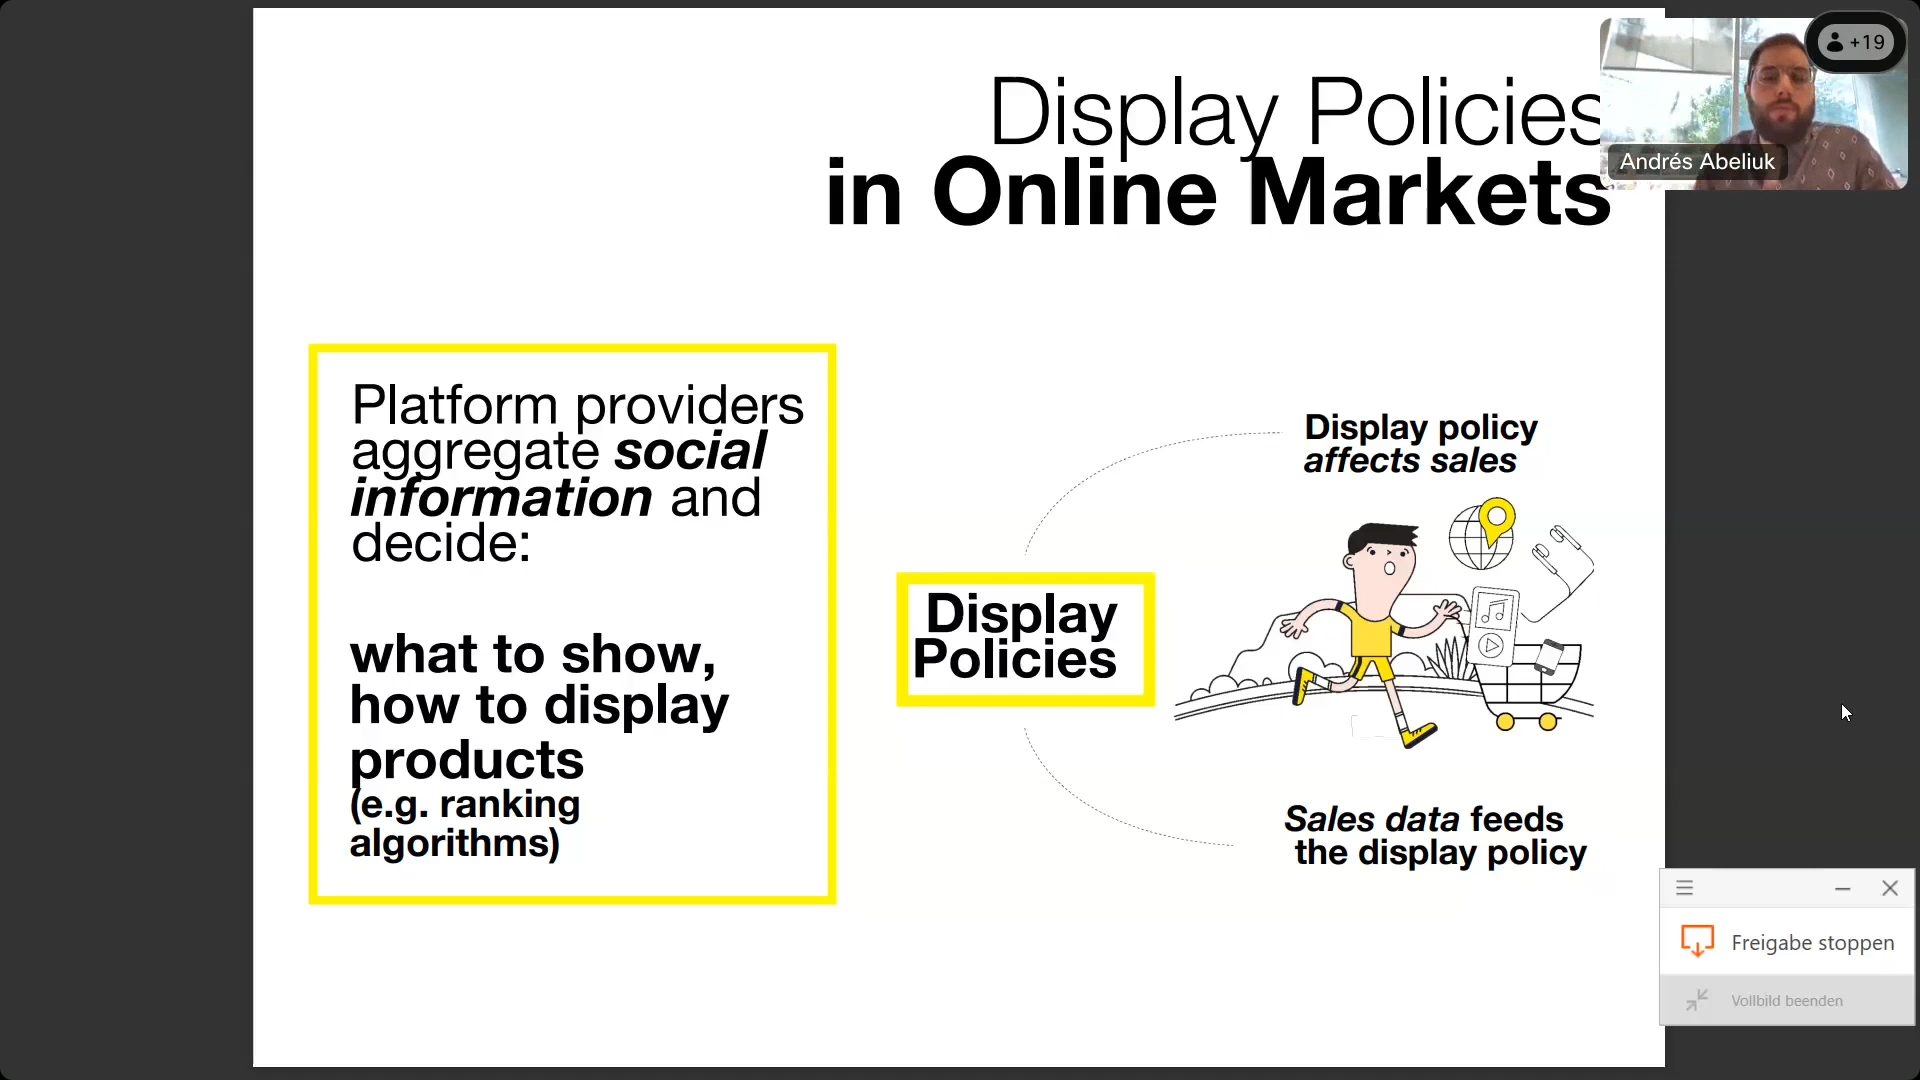 Display Policies
in Online Markets
+19
Andrés Abeliuk
Platform providers
aggregate social
information and
decide:
what to show,
how to display
products
(e.g. ranking
algorithms)
Display
Policies
Display policy
affects sales
Sales data feeds
the display policy
Freigabe stoppen
Vollbild beenden